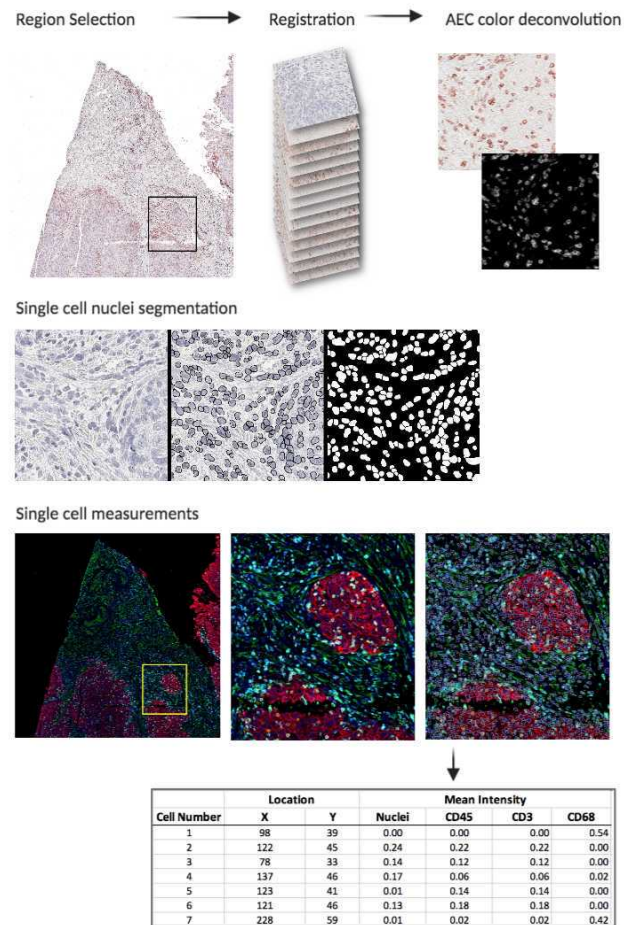 Region Selection Registration AEC color deconvolution
Single cell nuclei segmentation
Single cell measurements
Location Mean Intensity
Cell Number X Y Nuclei CD45 CD3 CD68
1 98 39 0.00 0.00 0.00 0.54
2 122 45 0.24 0.22 0.22 0.00
3 78 33 0.14 0.12 0.12 0.00
4 137 46 0.17 0.06 0.06 0.02
5 123 41 0.01 0.14 0.14 0.00
6 121 46 0.13 0.18 0.18 0.00
7 228 59 0.01 0.02 0.02 0.42